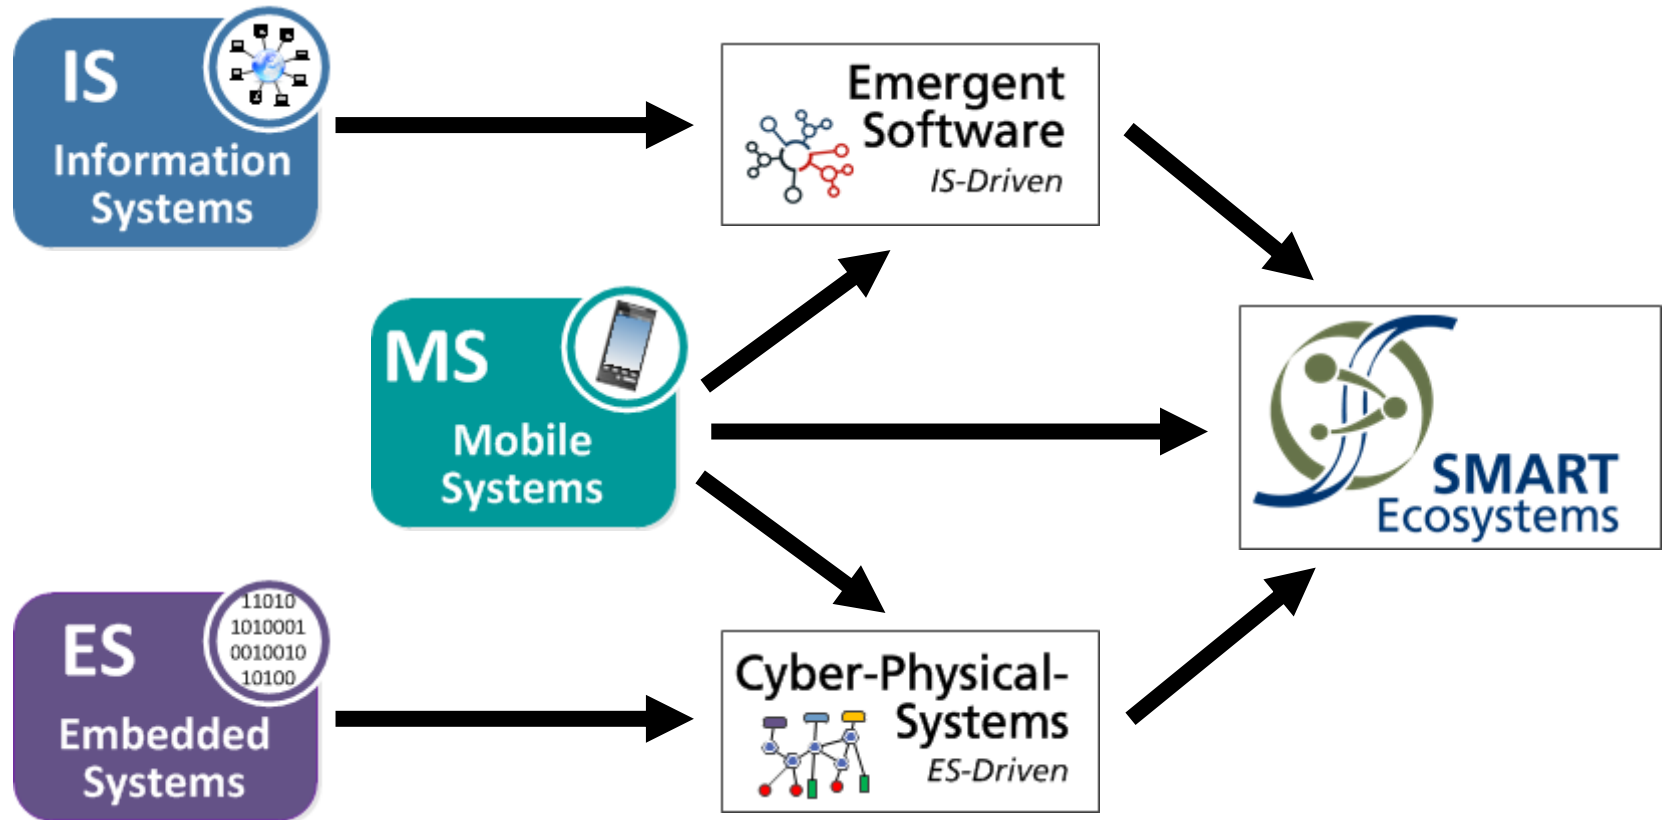 IS
Information
Systems
Emergent
Software
IS-Driven
MS
Mobile
Systems
SMART
Ecosystems
ES
11010
1010001
0010010
10100
Embedded
Systems
Cyber-Physical-
Systems
ES-Driven